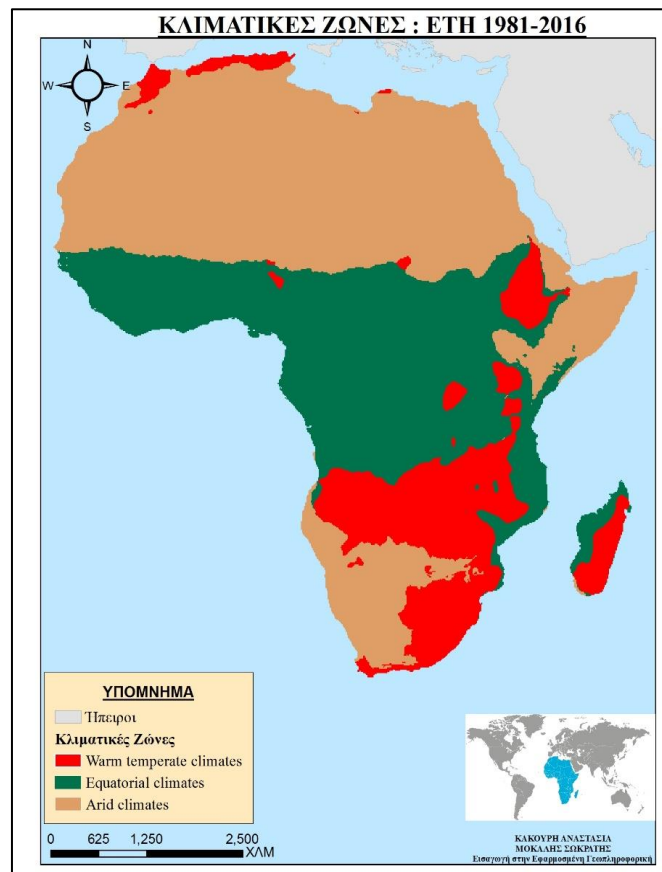 ΚΛΙΜΑΤΙΚΕΣ ΖΩΝΕΣ : ΕΤΗ 1981-2016
N
W
E
S
ΥΠΟΜΝΗΜΑ
Ήπειροι
Κλιματικές Ζώνες
Warm temperate climates
Equatorial climates
Arid climates
0 625 1,250 2,500
ΧΛΜ
ΚΑΚΟΥΡΗ ΑΝΑΣΤΑΣΙΑ
ΜΟΚΑΛΗΣ ΣΩΚΡΑΤΗΣ
Εισαγωγή στην Εφαρμοσμένη Γεωπληροφορική